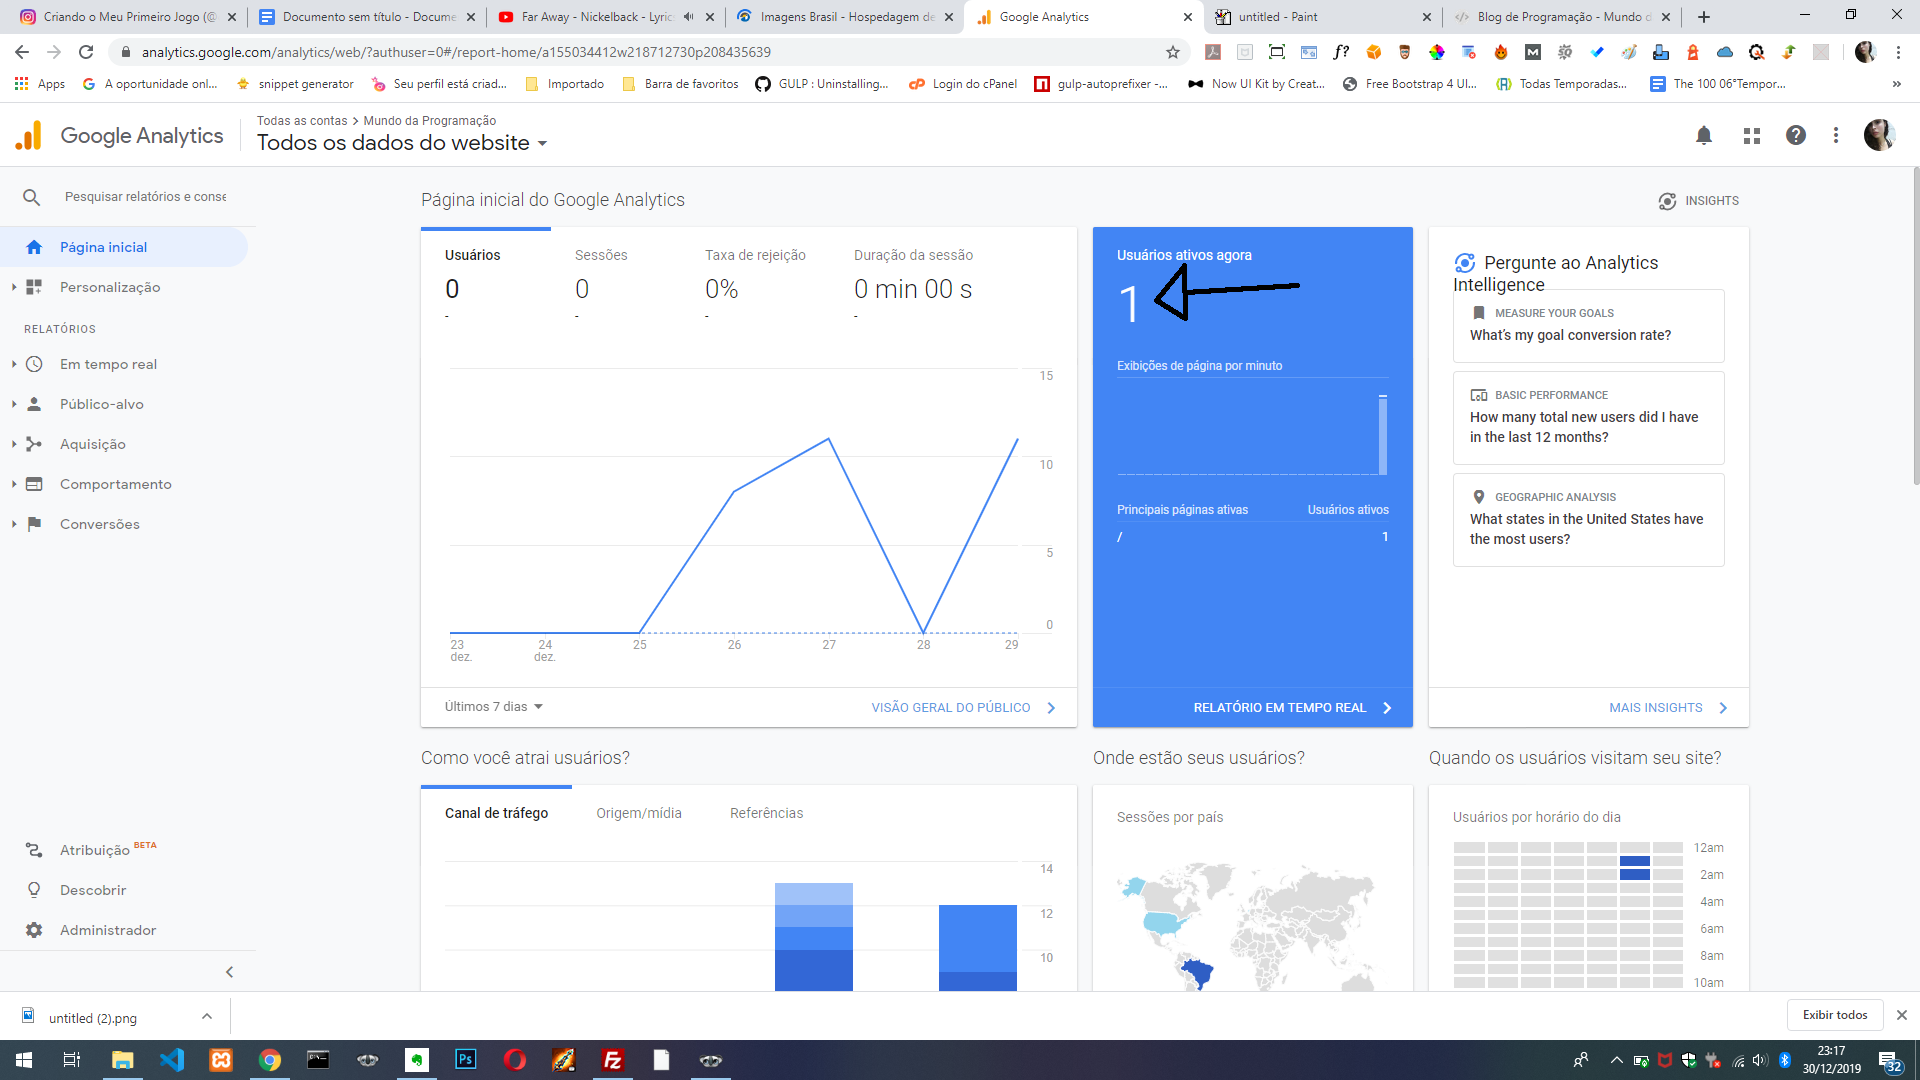 Criando o Meu Primeiro Jogo (@
Documento sem título - Docume
Far Away - Nickelback - Lyric
Imagens Brasil - Hospedagem de
Google Analytics
untitled - Paint
Blog de Programação - Mundo d
analytics.google.com/analytics/web/?authuser=0#/report-home/a155034412w218712730p208435639
Apps
A oportunidade onl...
snippet generator
Seu perfil está criad...
Importado
Barra de favoritos
GULP : Uninstalling...
Login do cPanel
gulp-autoprefixer -...
Now UI Kit by Creat...
Free Bootstrap 4 UI...
Todas Temporadas...
The 100 06°Tempor...
Google Analytics
Todas as contas > Mundo da Programação
Todos os dados do website
Pesquisar relatórios e conse
Página inicial
Personalização
RELATÓRIOS
Em tempo real
Público-alvo
Aquisição
Comportamento
Conversões
Atribuição BETA
Descobrir
Administrador
Página inicial do Google Analytics
INSIGHTS
Usuários
0
-
Sessões
0
-
Taxa de rejeição
0%
-
Duração da sessão
0 min 00 s
-
15
10
5
0
23
dez.
24
dez.
25
26
27
28
29
Últimos 7 dias
VISÃO GERAL DO PÚBLICO
Usuários ativos agora
1
Exibições de página por minuto
Principais páginas ativas
Usuários ativos
/
1
RELATÓRIO EM TEMPO REAL
Pergunte ao Analytics
Intelligence
MEASURE YOUR GOALS
What's my goal conversion rate?
BASIC PERFORMANCE
How many total new users did I have
in the last 12 months?
GEOGRAPHIC ANALYSIS
What states in the United States have
the most users?
MAIS INSIGHTS
Como você atrai usuários?
Canal de tráfego
Origem/mídia
Referências
14
12
10
Onde estão seus usuários?
Sessões por país
Quando os usuários visitam seu site?
Usuários por horário do dia
12am
2am
4am
6am
8am
10am
untitled (2).png
Exibir todos
23:17
30/12/2019
32